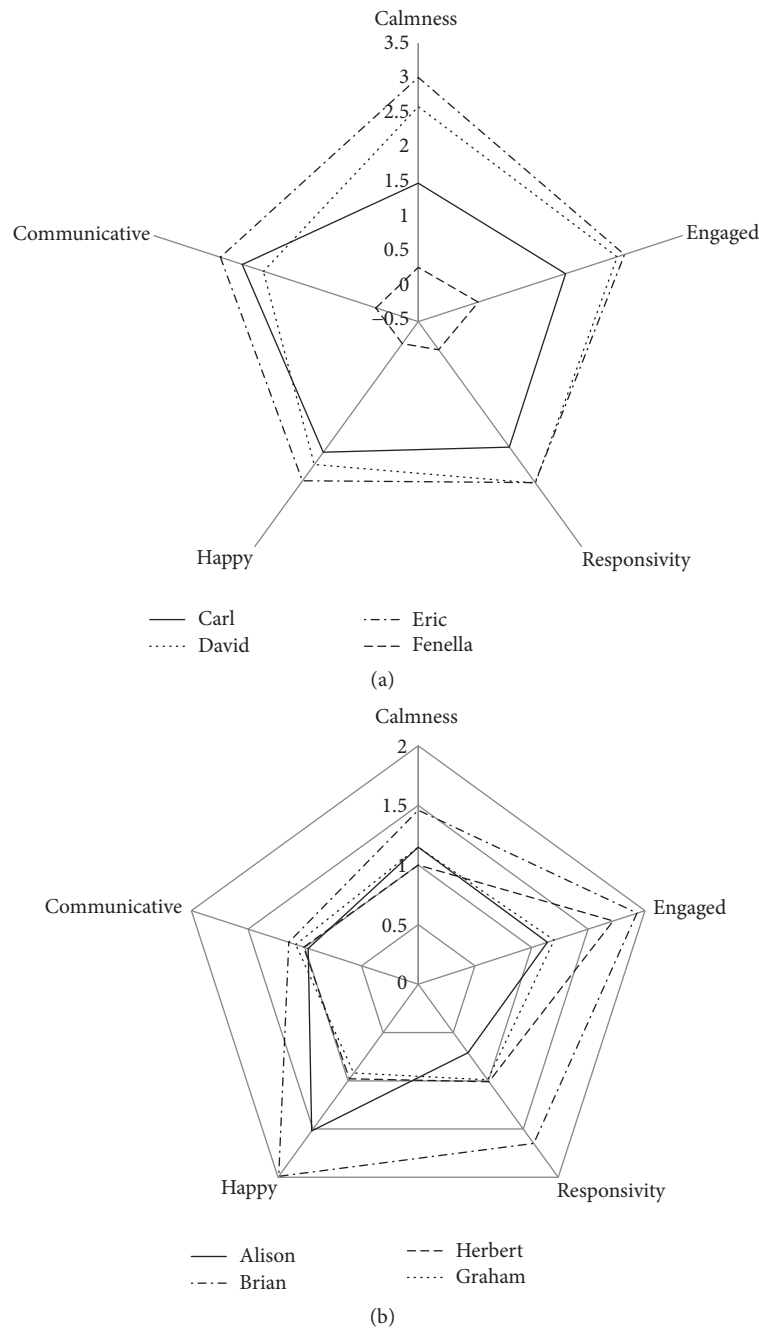 Calmness
3.5
3
2.5
2
1.5
1
0.5
0
−0.5
Communicative
Engaged
Happy
Responsivity
Carl
Eric
David
Fenella
(a)
Calmness
2
1.5
1
0.5
0
Communicative
Engaged
Happy
Responsivity
Alison
Herbert
Brian
Graham
(b)